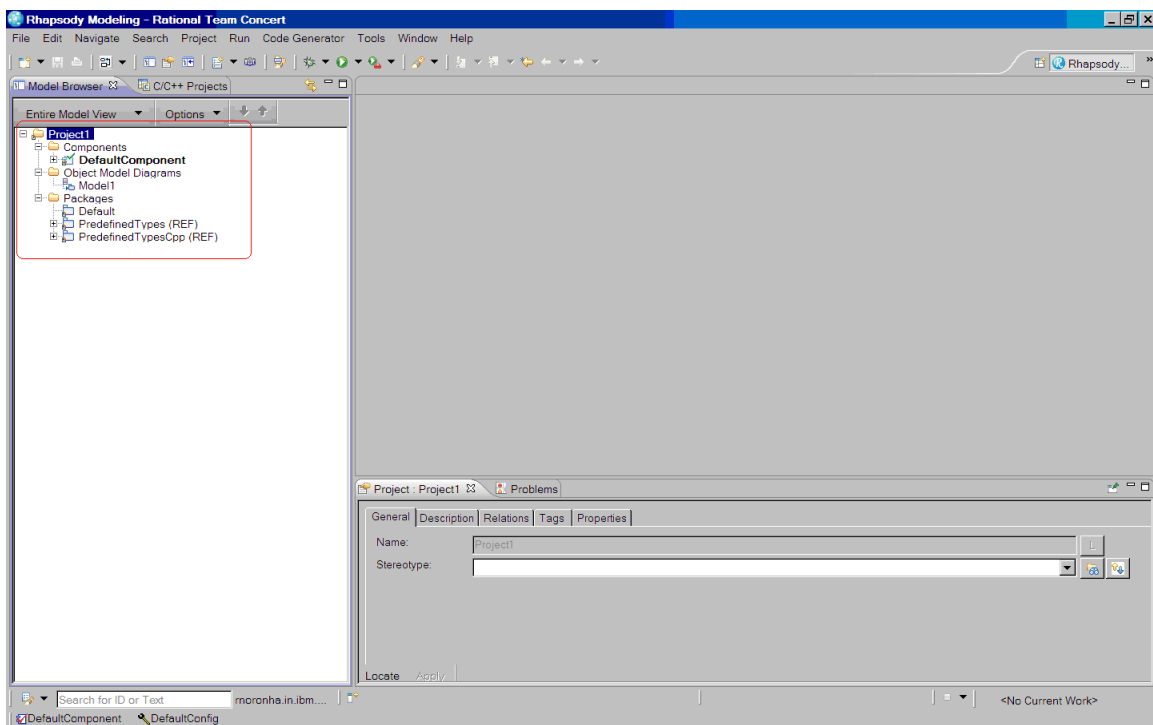 Rhapsody Modeling - Rational Team Concert
File Edit Navigate Search Project Run Code Generator Tools Window Help
Rhapsody... »
Model Browser C/C++ Projects
Entire Model View Options
Project1
Components
DefaultComponent
Object Model Diagrams
Model1
Packages
Default
PredefinedTypes (REF)
PredefinedTypesCpp (REF)
Project : Project1 Problems
General Description Relations Tags Properties
Name: Project1 L
Stereotype:
Locate Apply
Search for ID or Text rnoronha.in.ibm.... <No Current Work>
DefaultComponent DefaultConfig